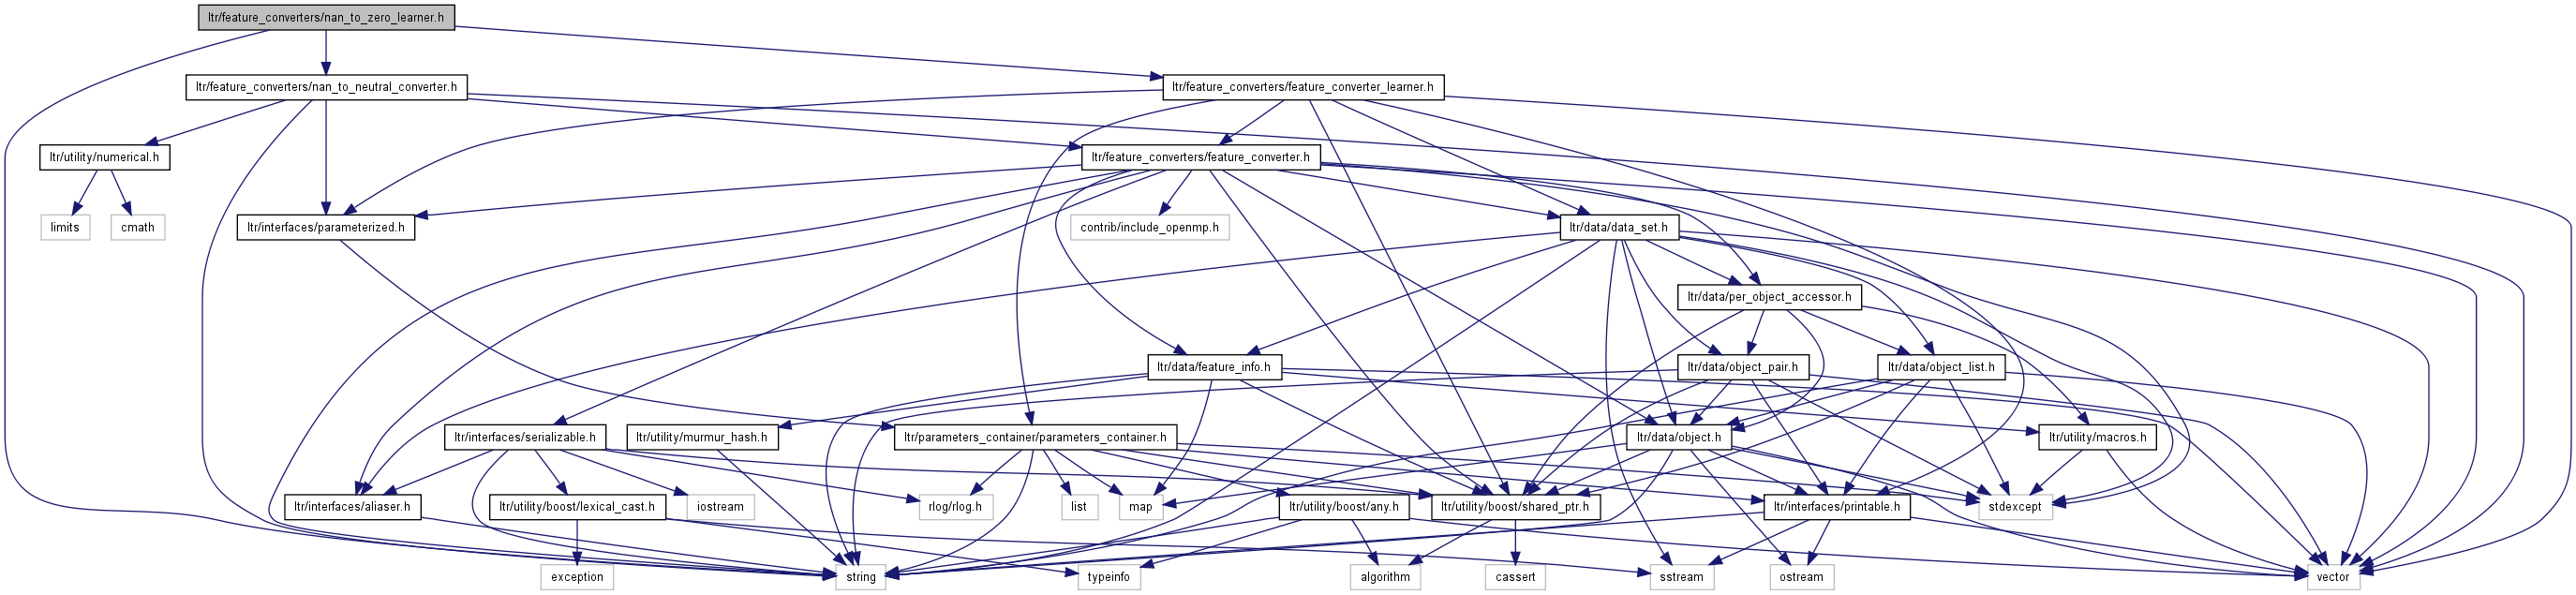 ltr/feature_converters/nan_to_zero_learner.h
ltr/feature_converters/nan_to_neutral_converter.h
ltr/feature_converters/feature_converter_learner.h
ltr/utility/numerical.h
ltr/feature_converters/feature_converter.h
limits
cmath
ltr/interfaces/parameterized.h
contrib/include_openmp.h
ltr/data/data_set.h
ltr/data/per_object_accessor.h
ltr/data/feature_info.h
ltr/data/object_pair.h
ltr/data/object_list.h
ltr/interfaces/serializable.h
ltr/utility/murmur_hash.h
ltr/parameters_container/parameters_container.h
ltr/data/object.h
ltr/utility/macros.h
ltr/interfaces/aliaser.h
ltr/utility/boost/lexical_cast.h
iostream
rlog/rlog.h
list
map
ltr/utility/boost/any.h
ltr/utility/boost/shared_ptr.h
ltr/interfaces/printable.h
stdexcept
exception
string
typeinfo
algorithm
cassert
sstream
ostream
vector